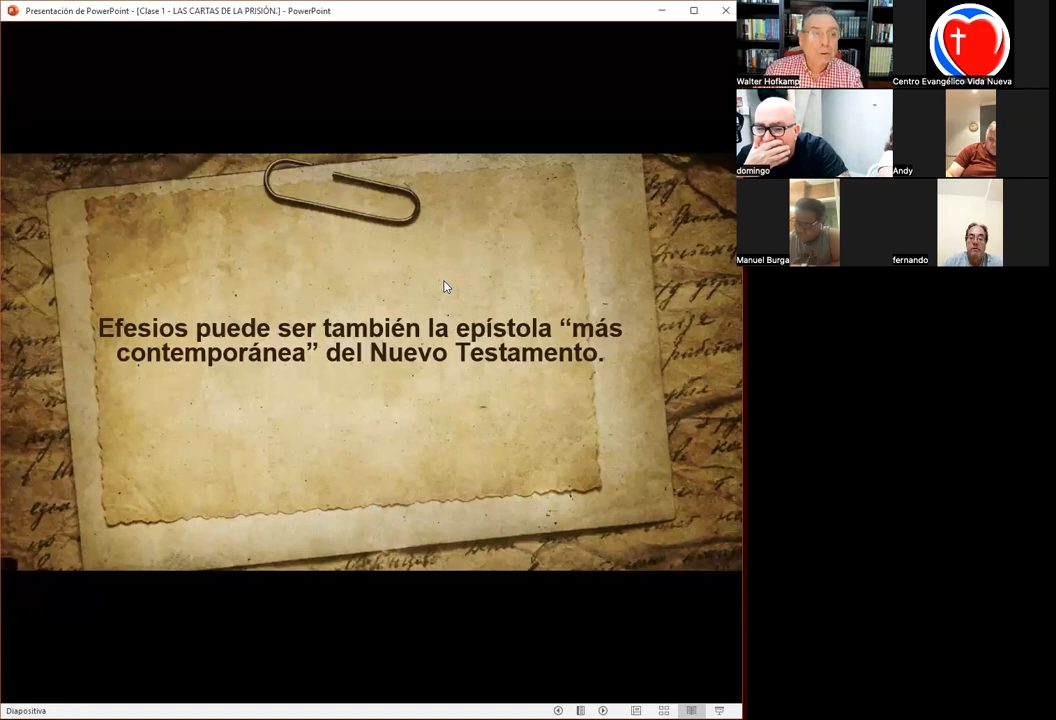 Presentación de PowerPoint - [Clase 1 - LAS CARTAS DE LA PRISIÓN.] - PowerPoint
Efesios puede ser también la epístola “más
contemporánea” del Nuevo Testamento.
Walter Hofkamp
Centro Evangélico Vida Nueva
domingo
Andy
Manuel Burga
fernando
Diapositiva